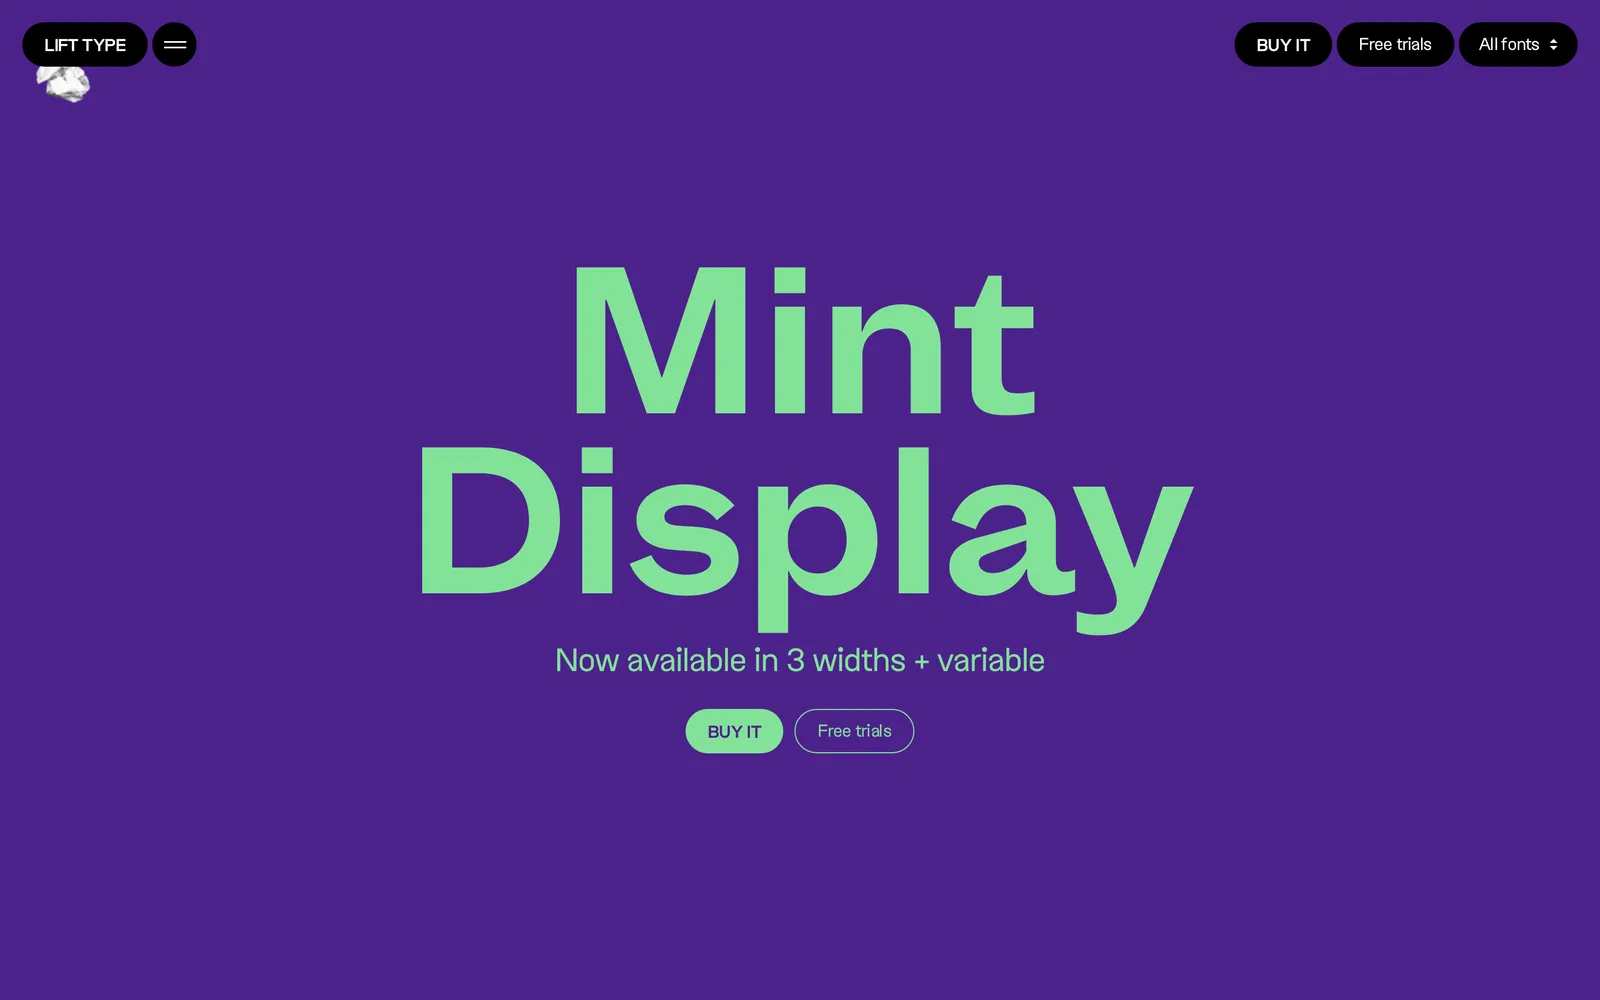 LIFT TYPE
BUY IT
Free trials
All fonts
Mint
Display
Now available in 3 widths + variable
BUY IT
Free trials